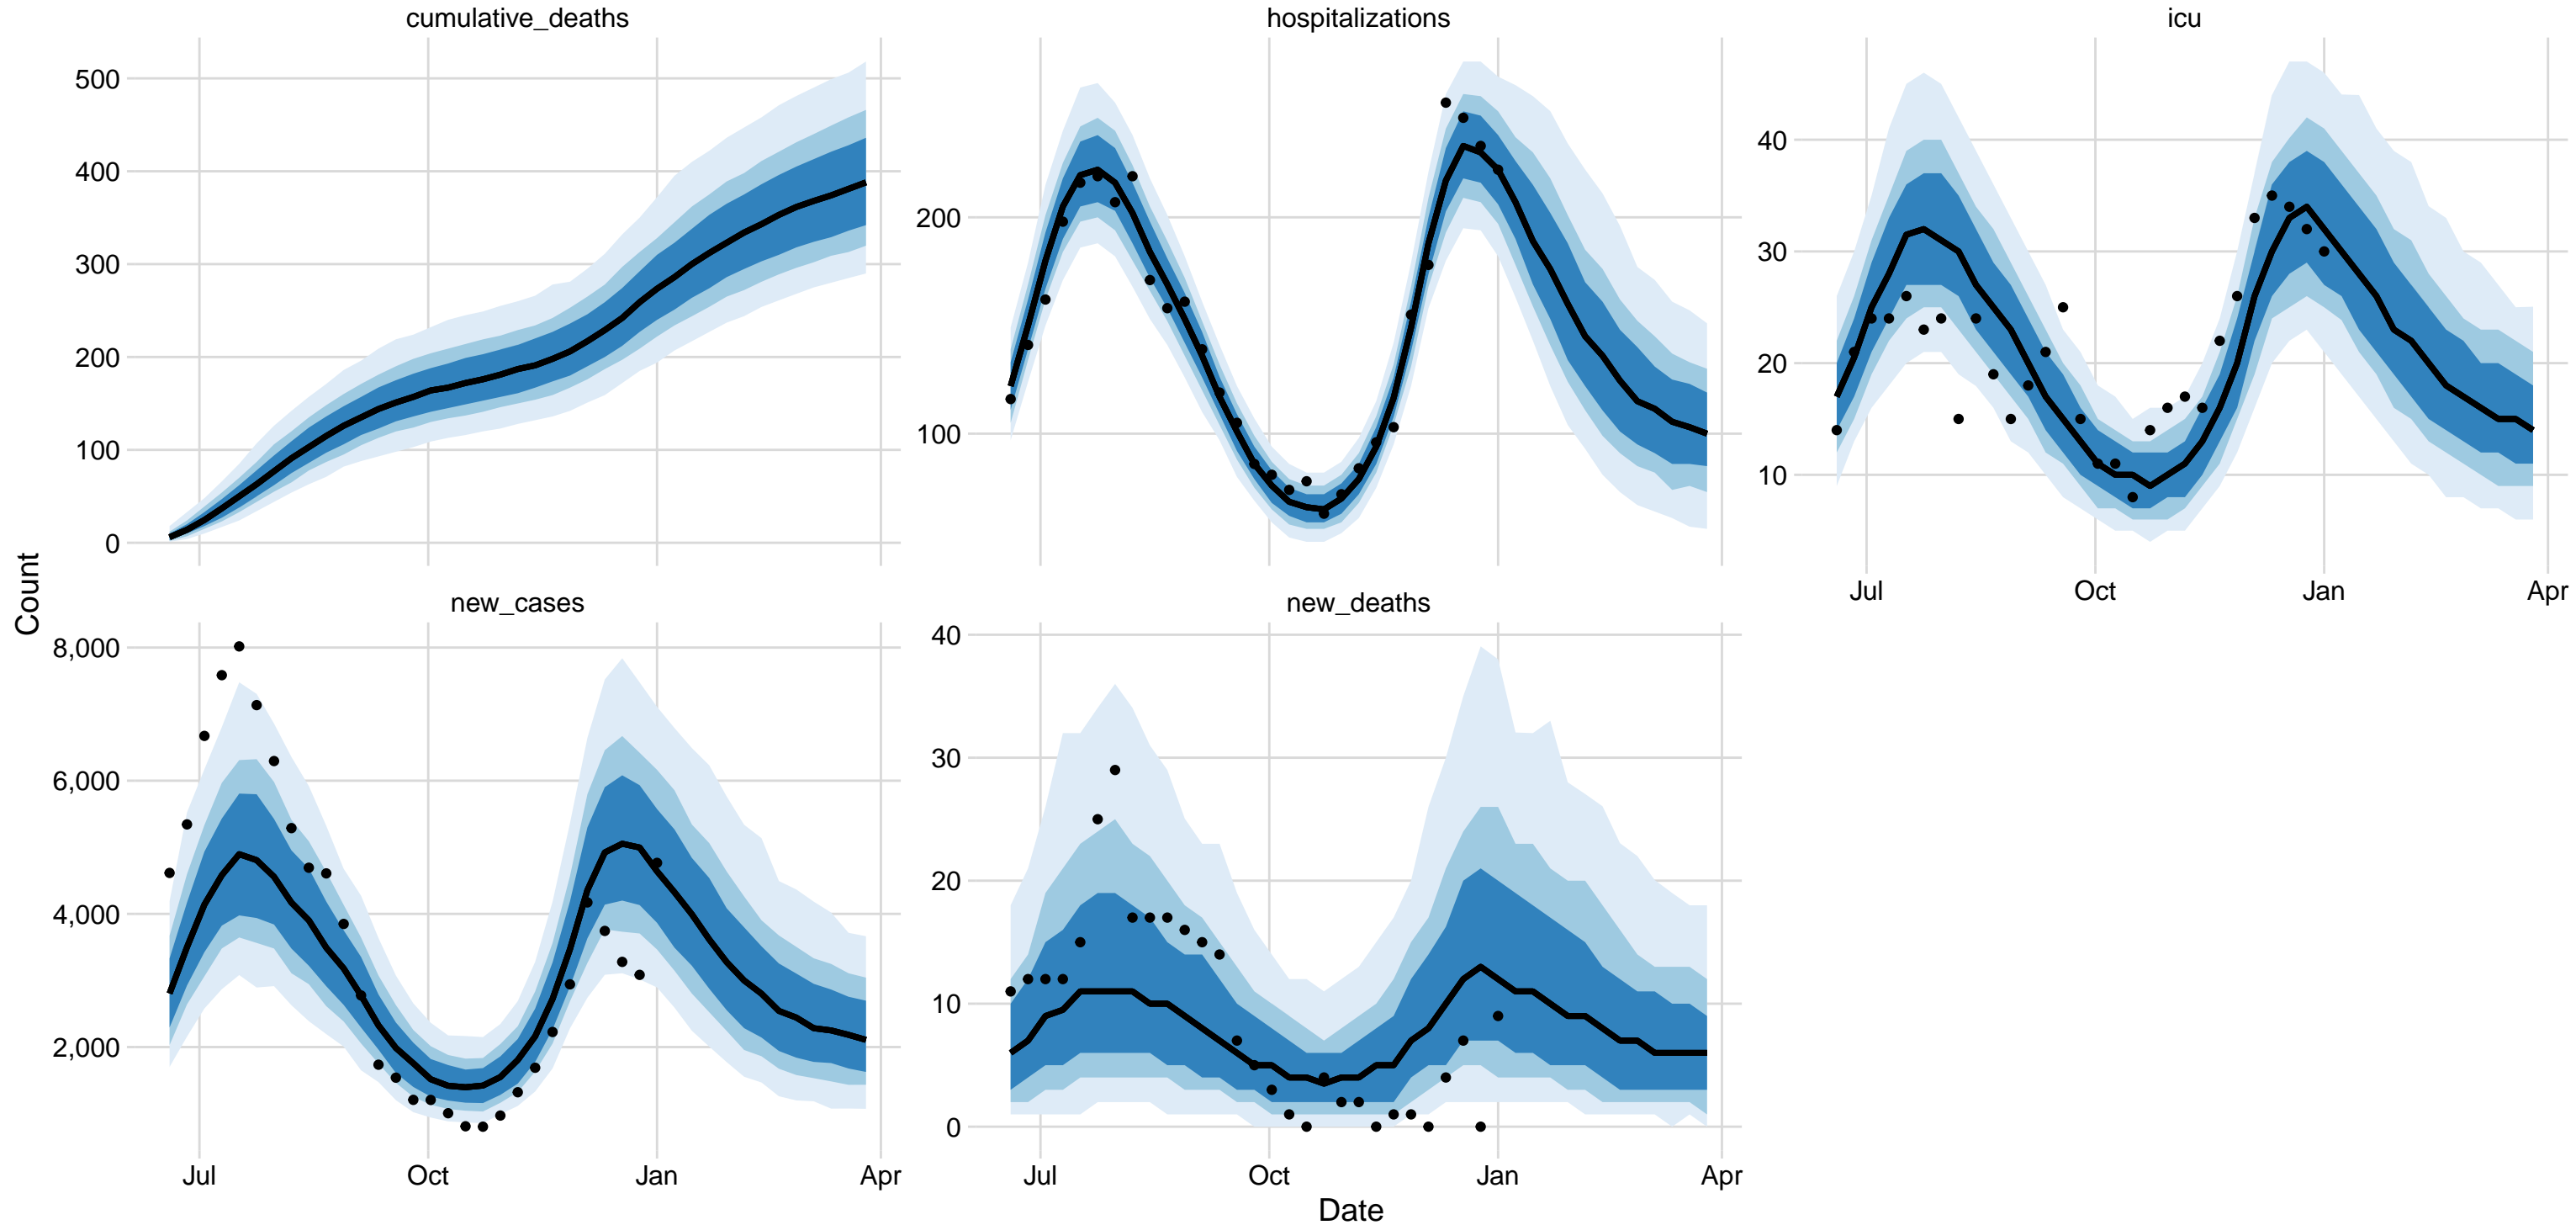 cumulative_deaths
hospitalizations
icu
500
400
300
200
100
0
200
100
40
30
20
10
Jul
Oct
Jan
Apr
Count
new_cases
new_deaths
8,000
6,000
4,000
2,000
40
30
20
10
0
Jul
Oct
Jan
Apr
Jul
Oct
Jan
Apr
Date